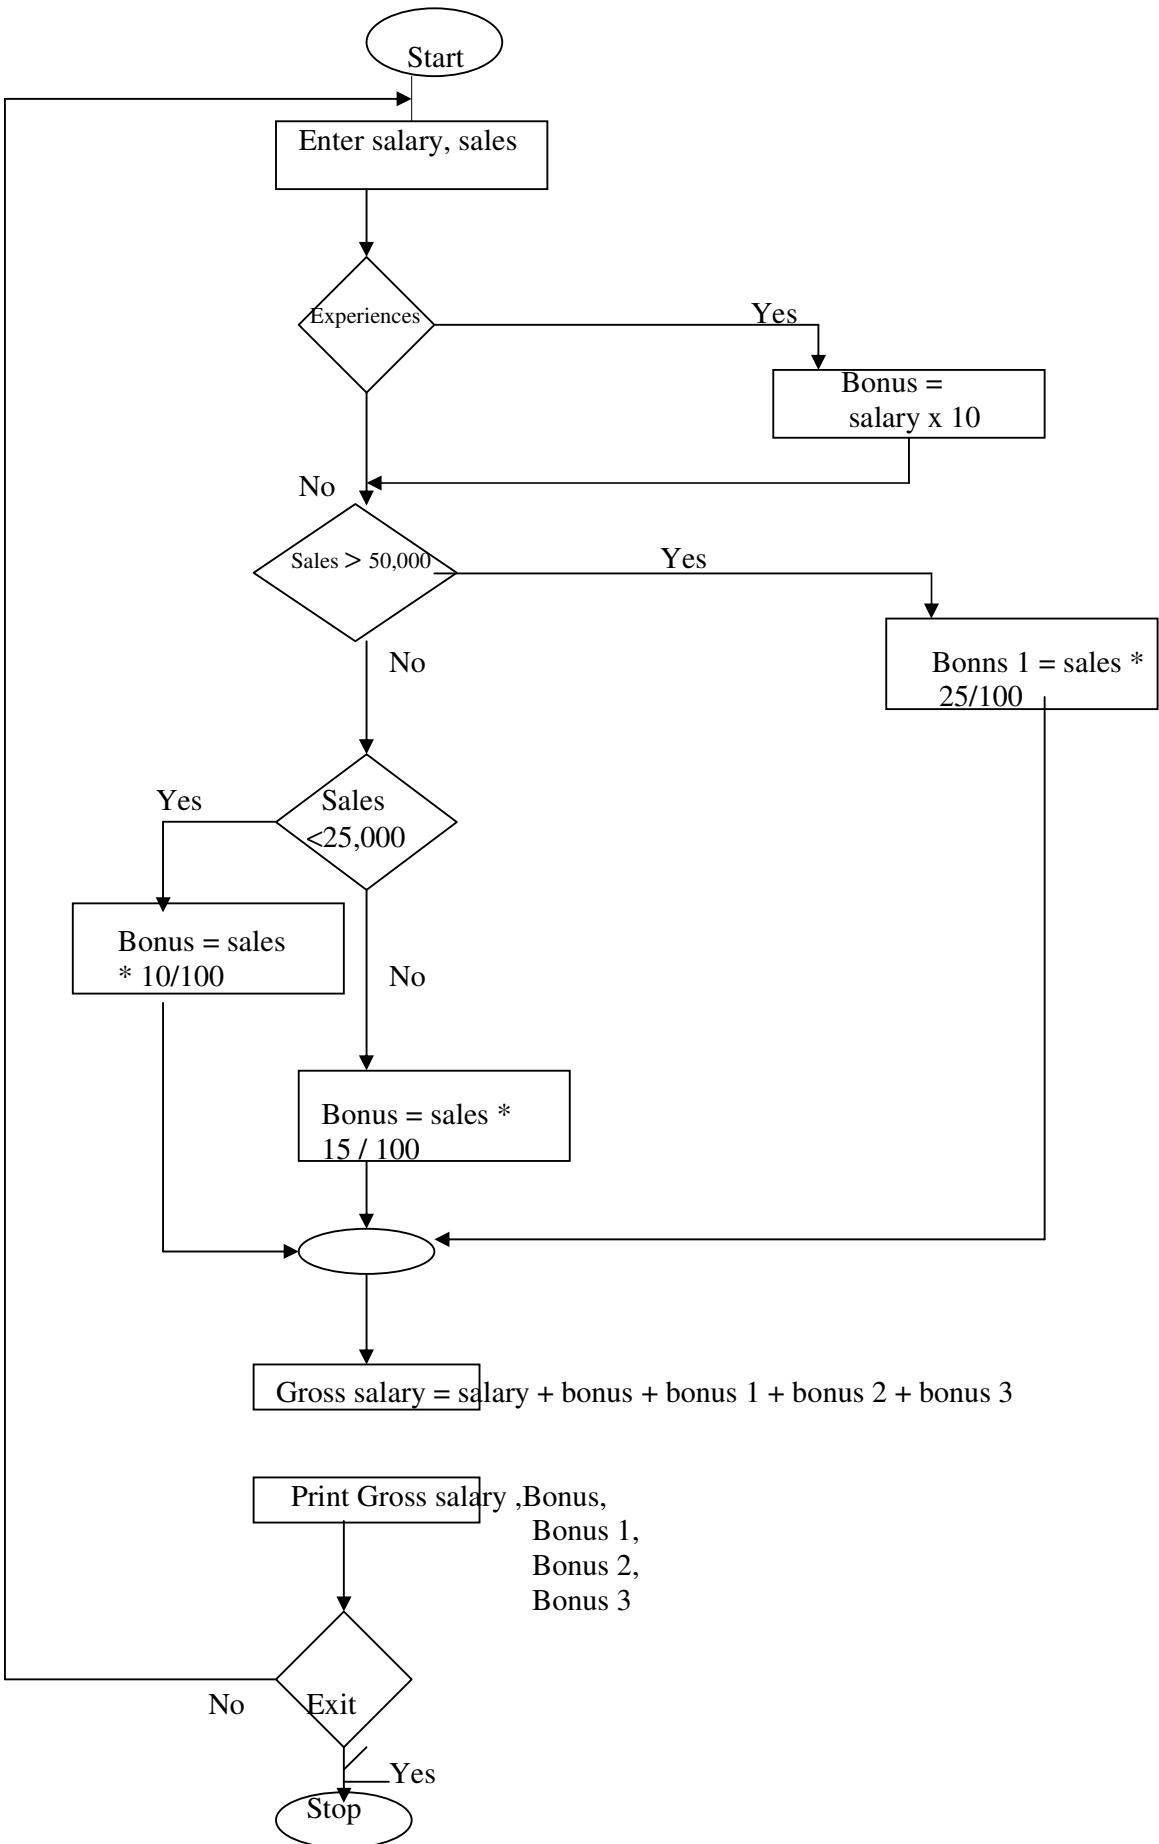 Start
Enter salary, sales
Experiences
Yes
Bonus =
salary x 10
No
Sales > 50,000
Yes
No
Bonns 1 = sales *
25/100
Yes
Sales
<25,000
Bonus = sales
* 10/100
No
Bonus = sales *
15 / 100
Gross salary = salary + bonus + bonus 1 + bonus 2 + bonus 3
Print Gross salary ,Bonus,
Bonus 1,
Bonus 2,
Bonus 3
No
Exit
Yes
Stop